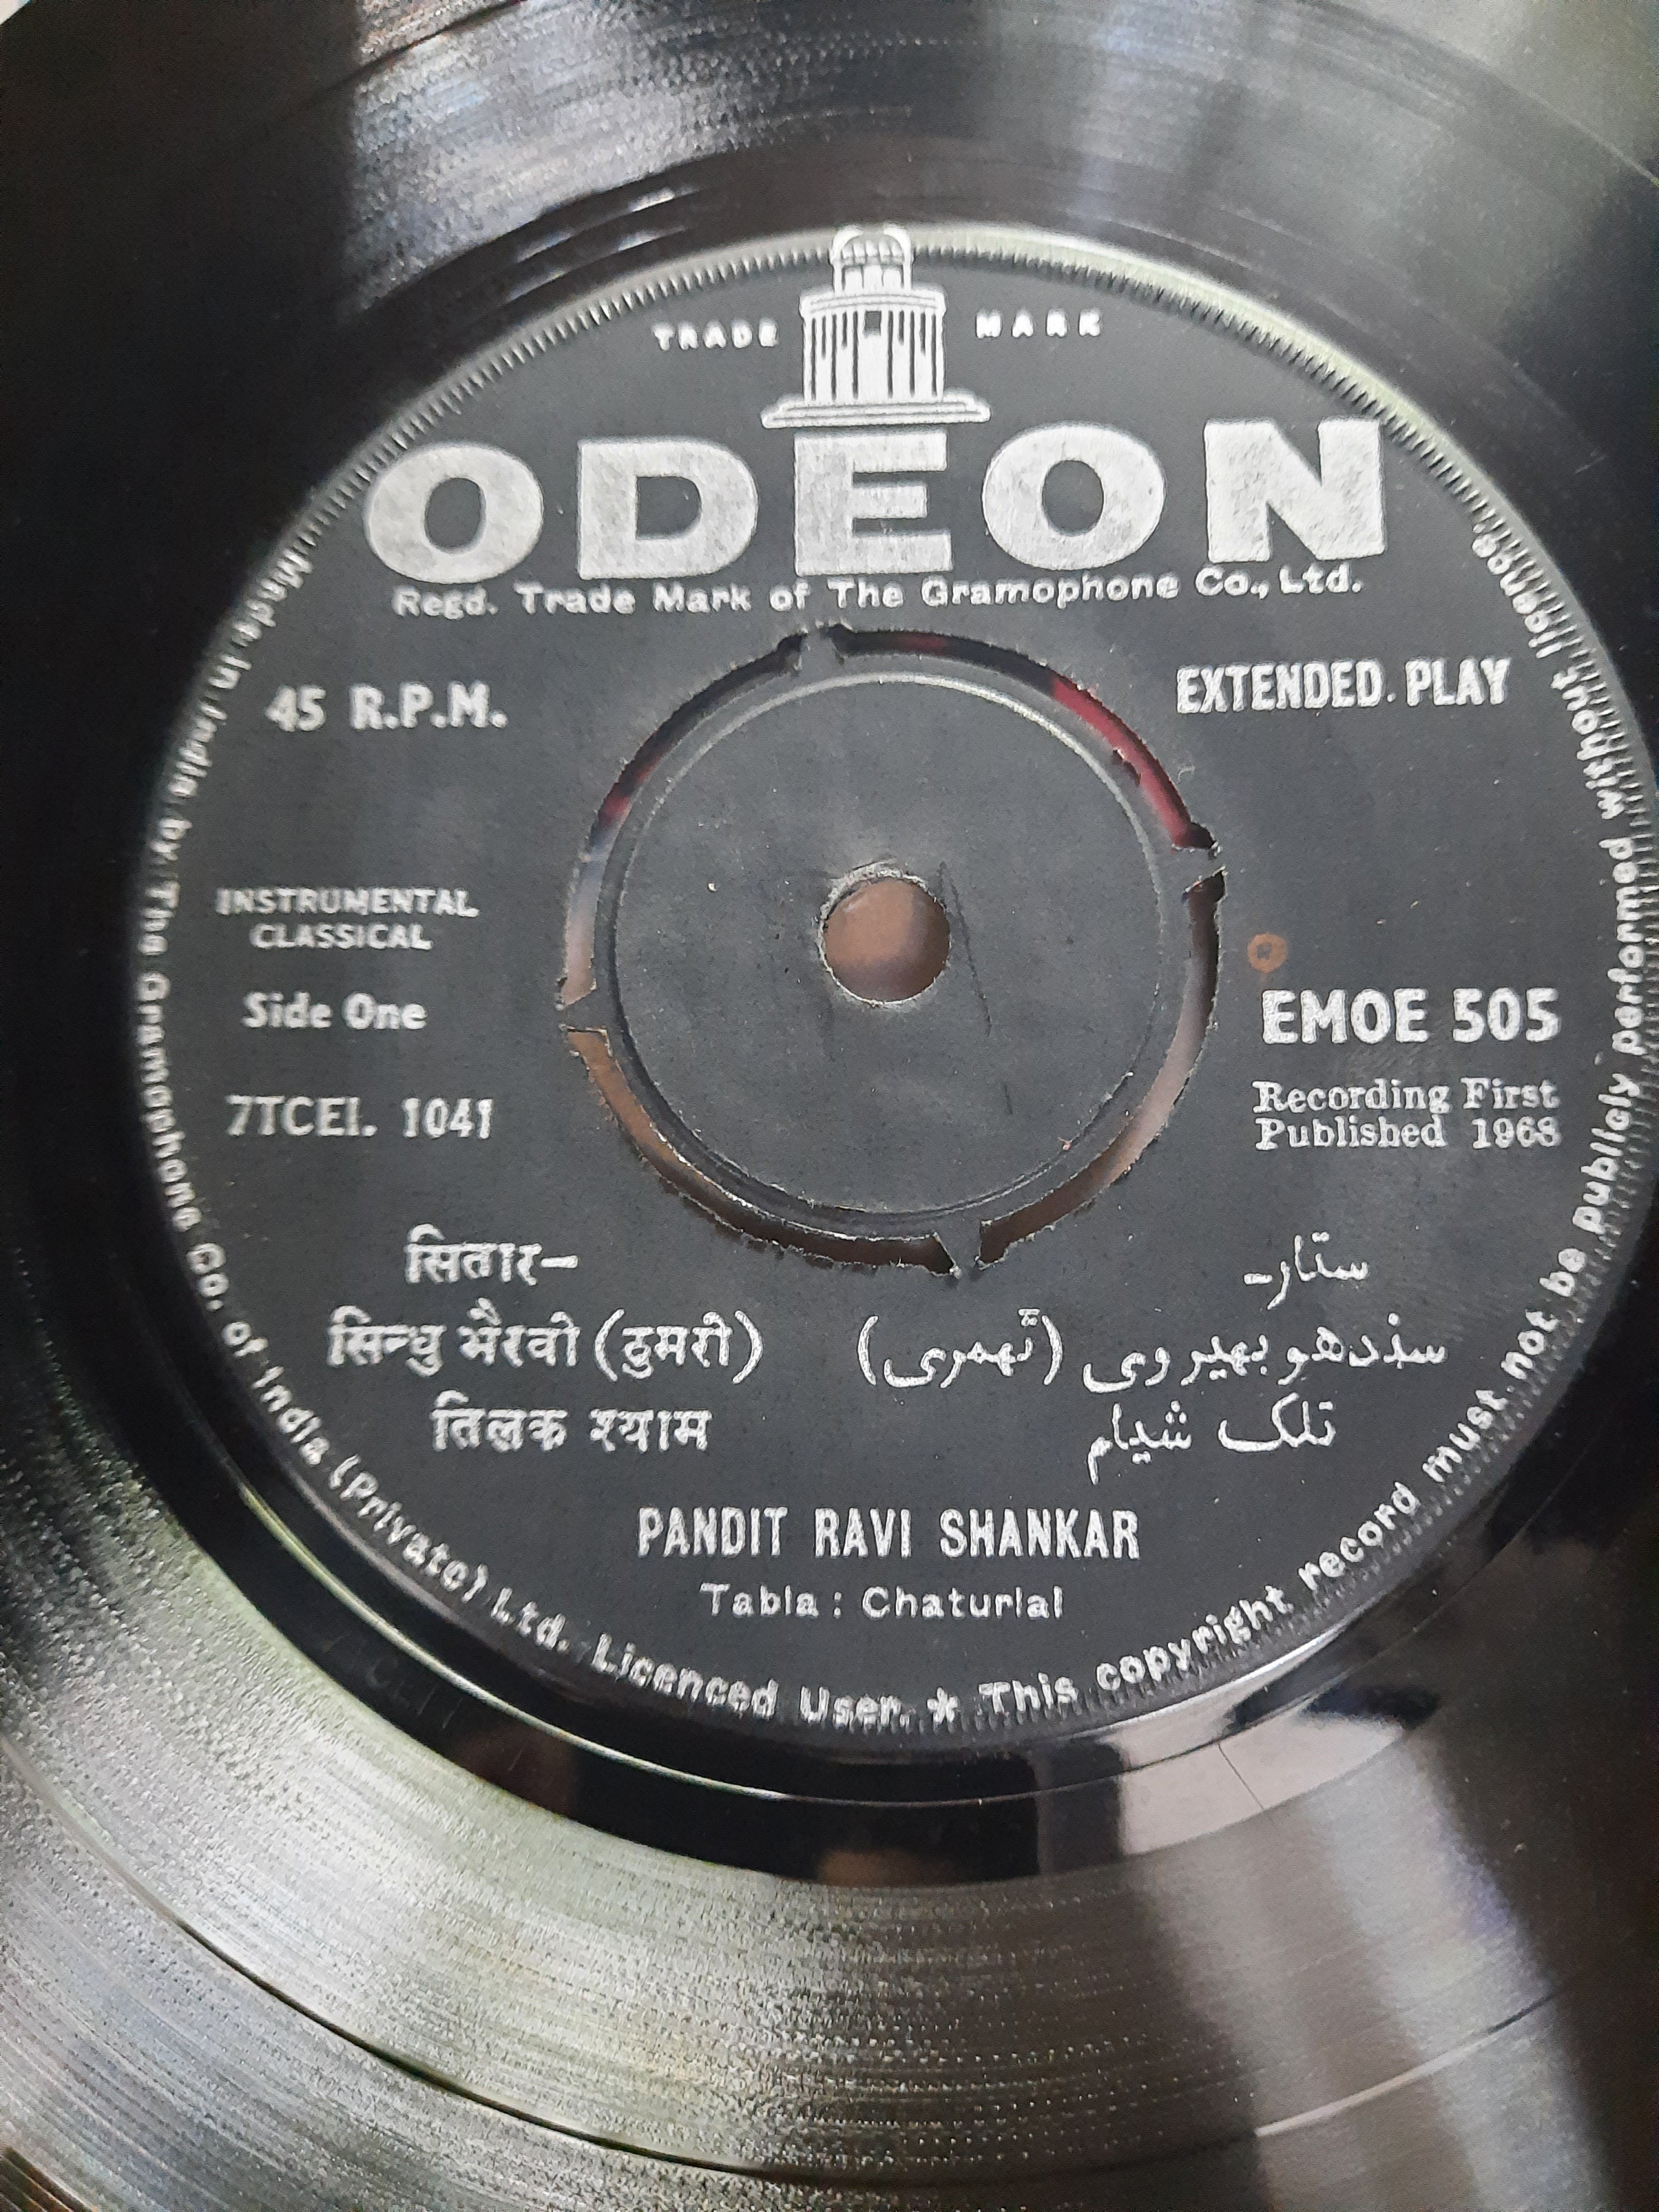 TRADE MARK
ODEON
Regd. Trade Mark of The Gramophone Co., Ltd.
45 R.P.M.
EXTENDED. PLAY
INSTRUMENTAL
CLASSICAL
Side One
7TCEI. 1041
R
EMOE 505
Recording First
Published 1968
सितार-
सिन्धु भैरवी (ठुमरी)
तिलक श्याम
ستار-
سندھو بھیروی (ٹھمری)
تلک شیام
PANDIT RAVI SHANKAR
Tabla : Chaturlal
Made in India by: The Gramophone Co. of India (Private) Ltd. Licenced User. * This copyright record must not be publicly performed without license.